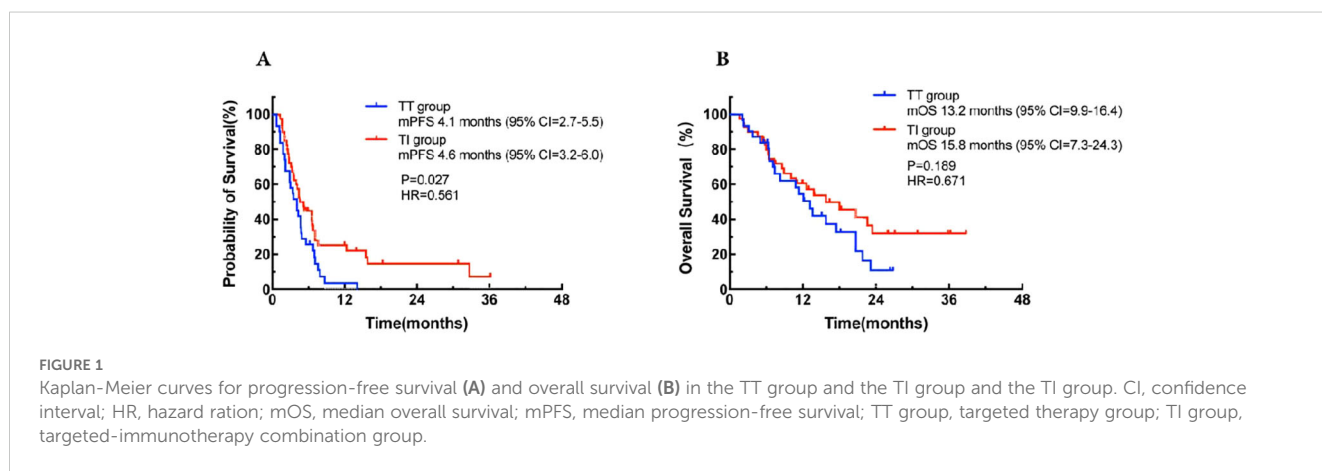 A
Probability of Survival(%)
100
80
60
40
20
0
0 12 24 36 48
Time(months)
TT group
mPFS 4.1 months (95% CI=2.7-5.5)
TI group
mPFS 4.6 months (95% CI=3.2-6.0)
P=0.027
HR=0.561
B
Overall Survival (%)
100
80
60
40
20
0
0 12 24 36 48
Time(months)
TT group
mOS 13.2 months (95% CI=9.9-16.4)
TI group
mOS 15.8 months (95% CI=7.3-24.3)
P=0.189
HR=0.671
FIGURE 1
Kaplan-Meier curves for progression-free survival (A) and overall survival (B) in the TT group and the TI group and the TI group. CI, confidence
interval; HR, hazard ration; mOS, median overall survival; mPFS, median progression-free survival; TT group, targeted therapy group; TI group,
targeted-immunotherapy combination group.